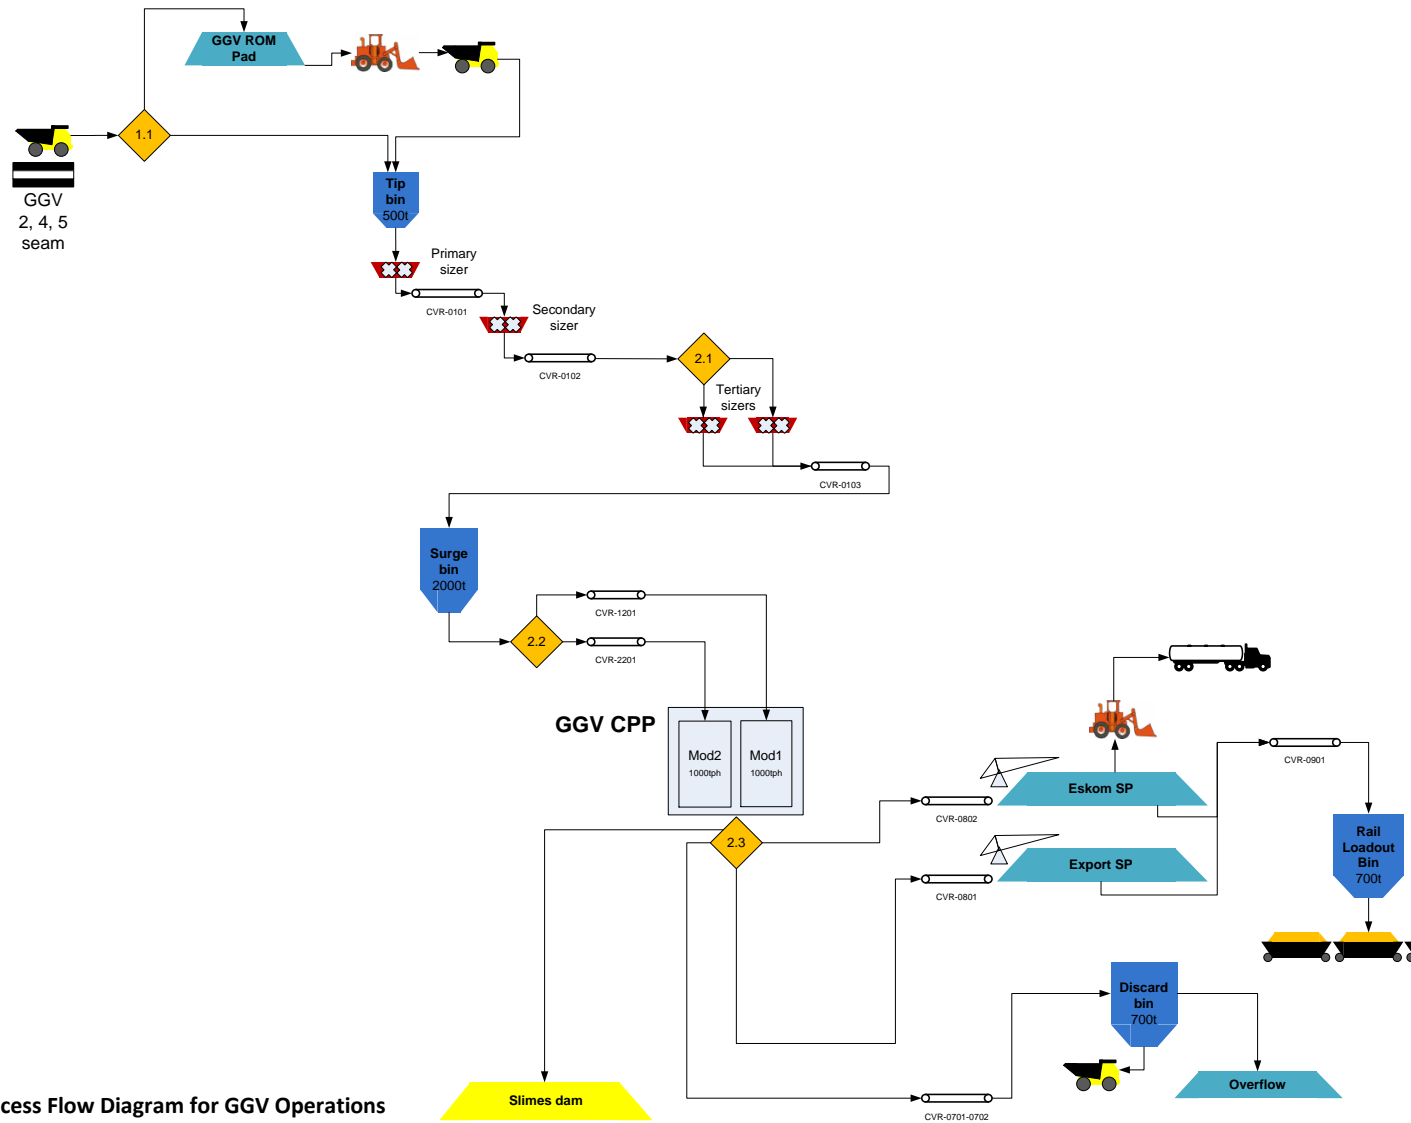 GGV ROM
Pad
1.1
GGV
2, 4, 5
seam
Tip
bin
500t
Primary
sizer
CVR-0101
Secondary
sizer
CVR-0102
2.1
Tertiary
sizers
CVR-0103
Surge
bin
2000t
2.2
CVR-1201
CVR-2201
GGV CPP
Mod2
1000tph
Mod1
1000tph
2.3
CVR-0802
Eskom SP
CVR-0901
CVR-0801
Export SP
Rail
Loadout
Bin
700t
Discard
bin
700t
Overflow
CVR-0701-0702
Slimes dam
cess Flow Diagram for GGV Operations